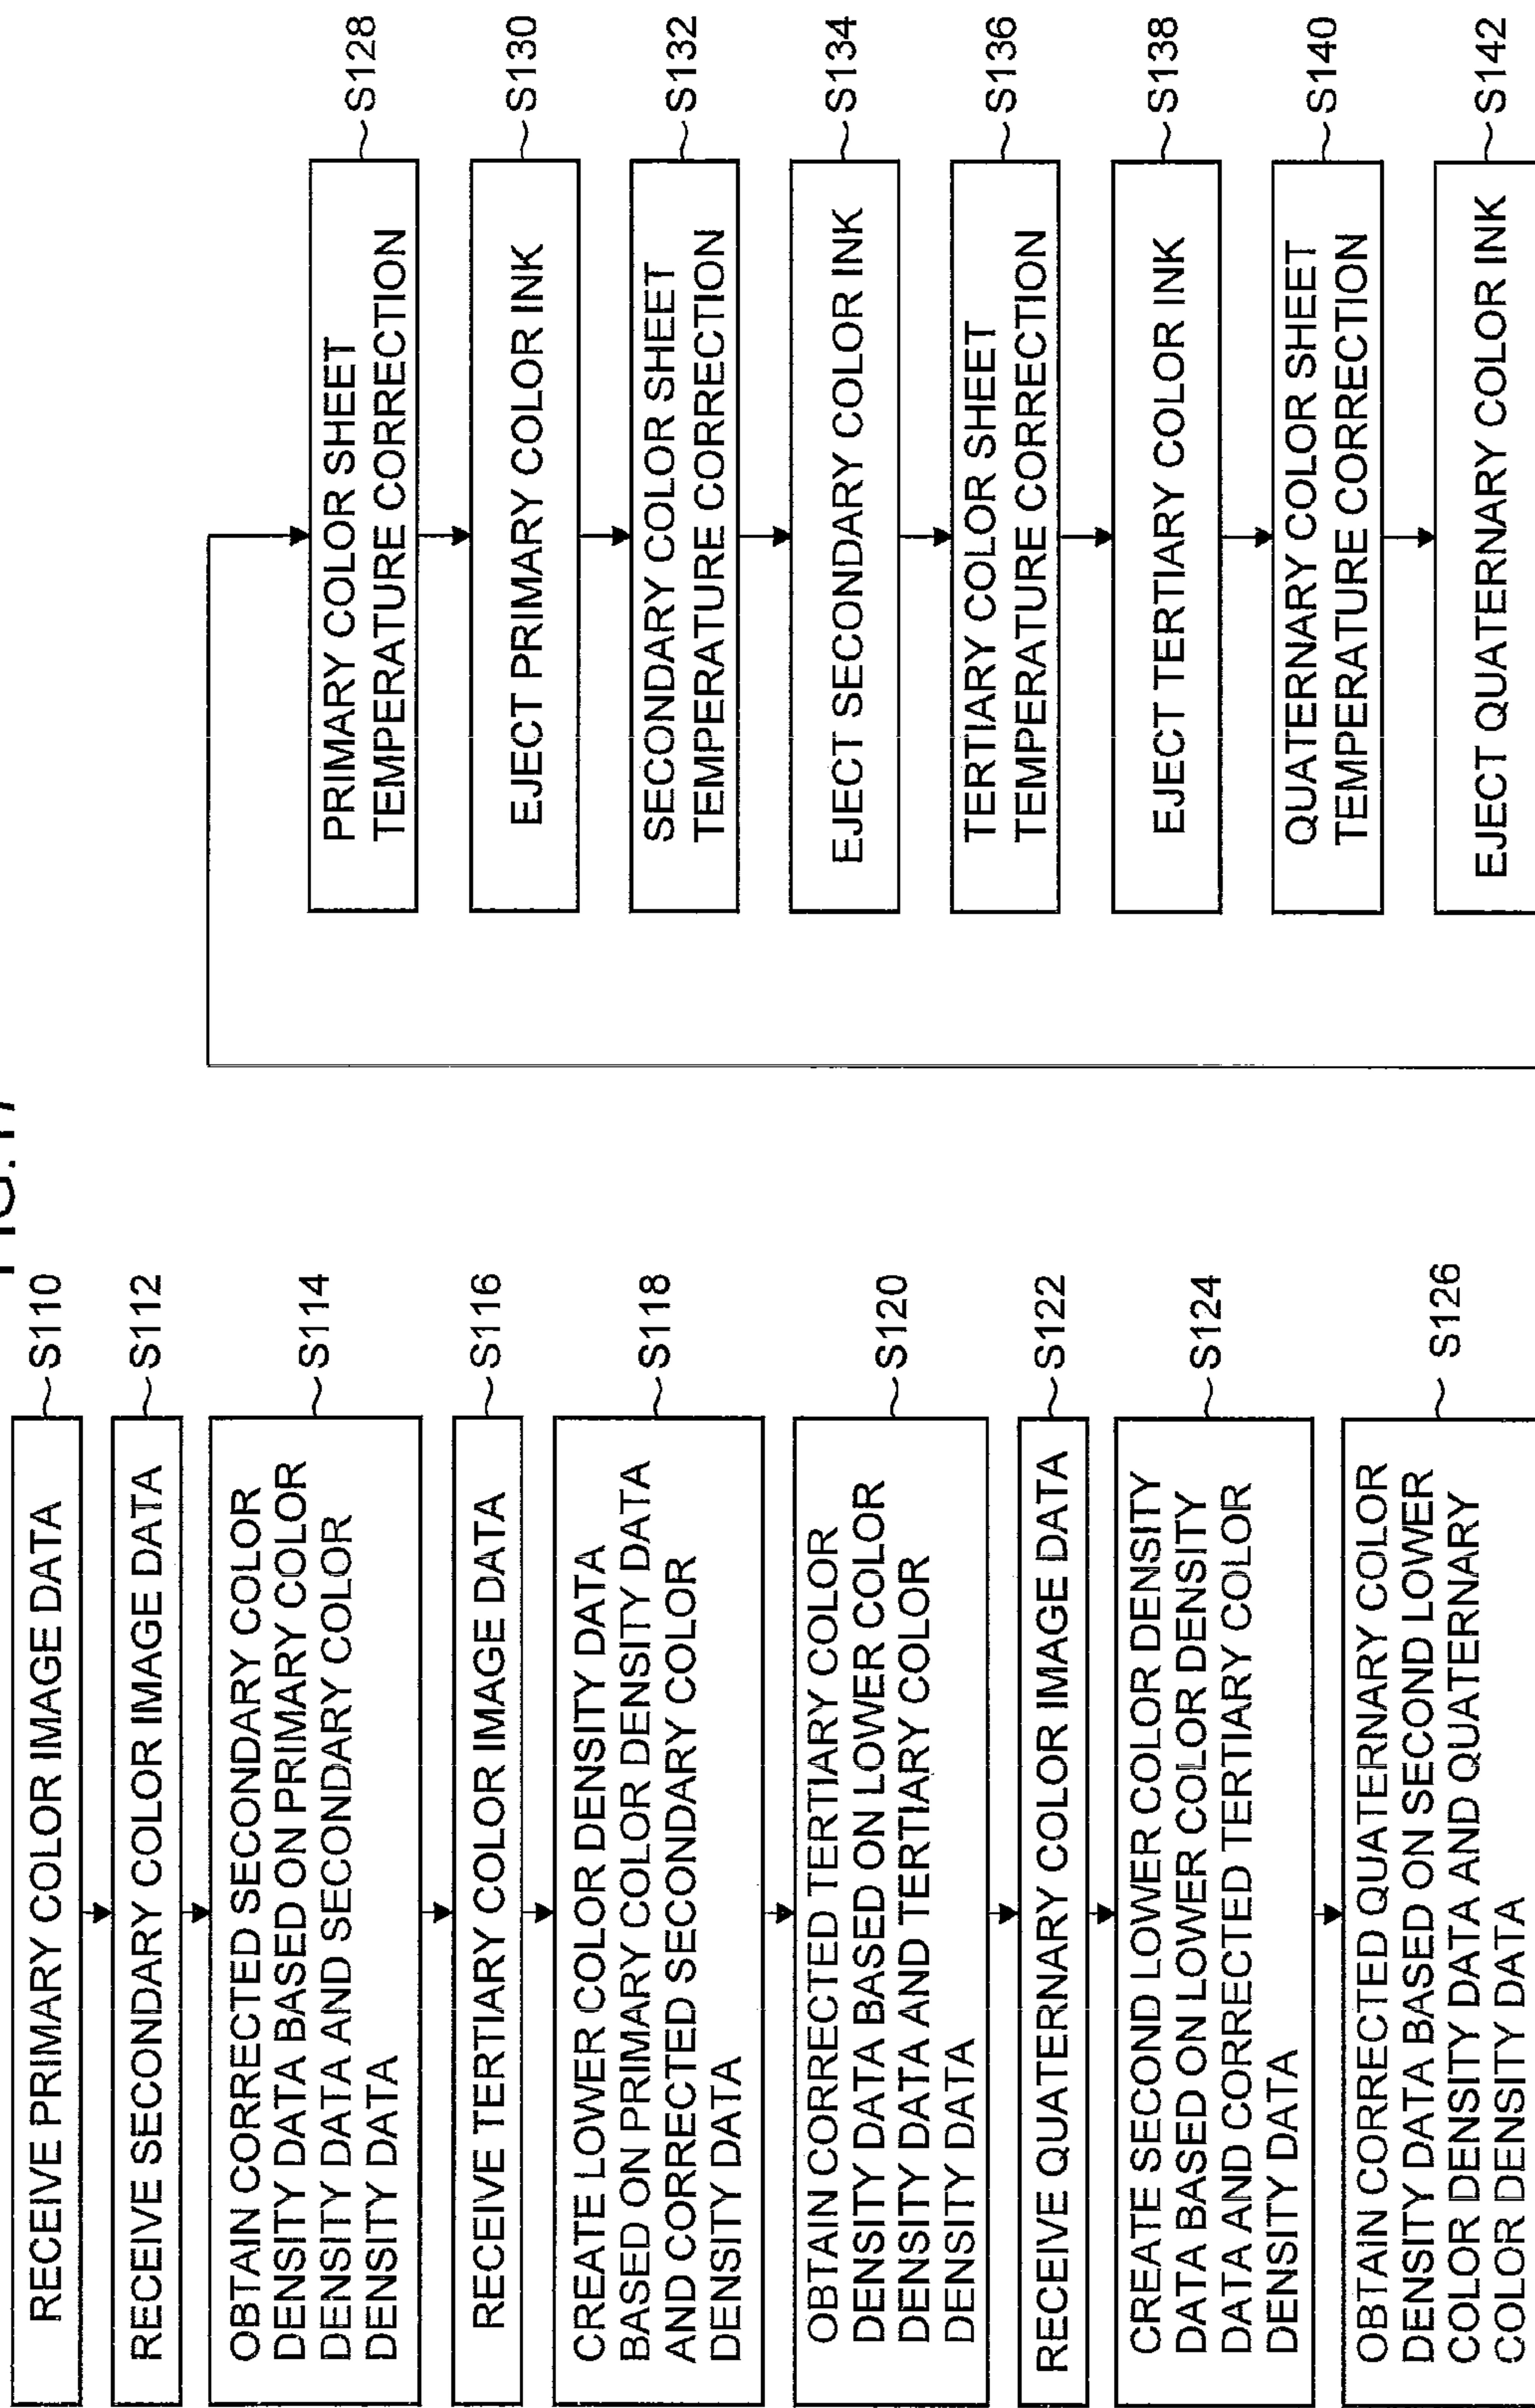 FIG. 17
RECEIVE PRIMARY COLOR IMAGE DATA
S110
RECEIVE SECONDARY COLOR IMAGE DATA
S112
OBTAIN CORRECTED SECONDARY COLOR
DENSITY DATA BASED ON PRIMARY COLOR
DENSITY DATA AND SECONDARY COLOR
DENSITY DATA
S114
RECEIVE TERTIARY COLOR IMAGE DATA
S116
CREATE LOWER COLOR DENSITY DATA
BASED ON PRIMARY COLOR DENSITY DATA
AND CORRECTED SECONDARY COLOR
DENSITY DATA
S118
OBTAIN CORRECTED TERTIARY COLOR
DENSITY DATA BASED ON LOWER COLOR
DENSITY DATA AND TERTIARY COLOR
DENSITY DATA
S120
RECEIVE QUATERNARY COLOR IMAGE DATA
S122
CREATE SECOND LOWER COLOR DENSITY
DATA BASED ON LOWER COLOR DENSITY
DATA AND CORRECTED TERTIARY COLOR
DENSITY DATA
S124
OBTAIN CORRECTED QUATERNARY COLOR
DENSITY DATA BASED ON SECOND LOWER
COLOR DENSITY DATA AND QUATERNARY
COLOR DENSITY DATA
S126
PRIMARY COLOR SHEET
TEMPERATURE CORRECTION
S128
EJECT PRIMARY COLOR INK
S130
SECONDARY COLOR SHEET
TEMPERATURE CORRECTION
S132
EJECT SECONDARY COLOR INK
S134
TERTIARY COLOR SHEET
TEMPERATURE CORRECTION
S136
EJECT TERTIARY COLOR INK
S138
QUATERNARY COLOR SHEET
TEMPERATURE CORRECTION
S140
EJECT QUATERNARY COLOR INK
S142